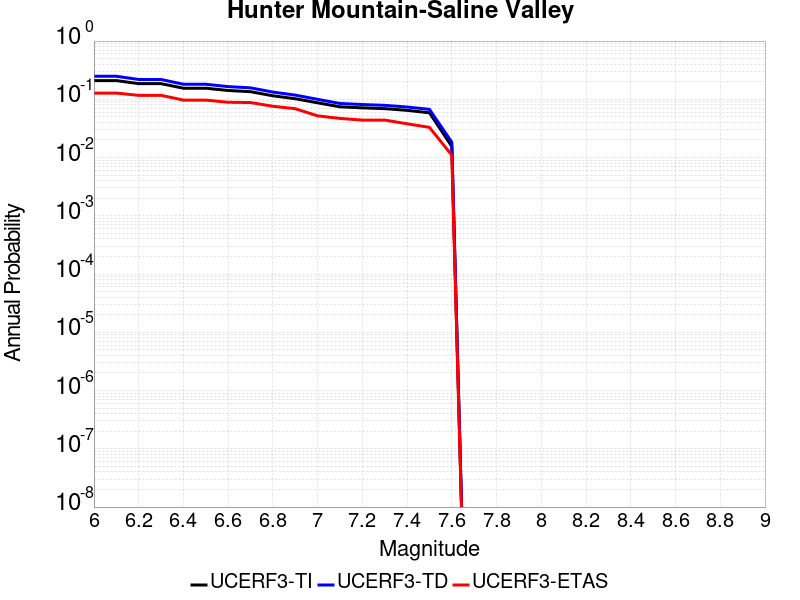 Hunter Mountain-Saline Valley
10 0
10 -1
10 -2
10 -3
10 -4
10 -5
10 -6
10 -7
10 -8
Annual Probability
6 6.2 6.4 6.6 6.8 7 7.2 7.4 7.6 7.8 8 8.2 8.4 8.6 8.8 9
Magnitude
UCERF3-TI UCERF3-TD UCERF3-ETAS